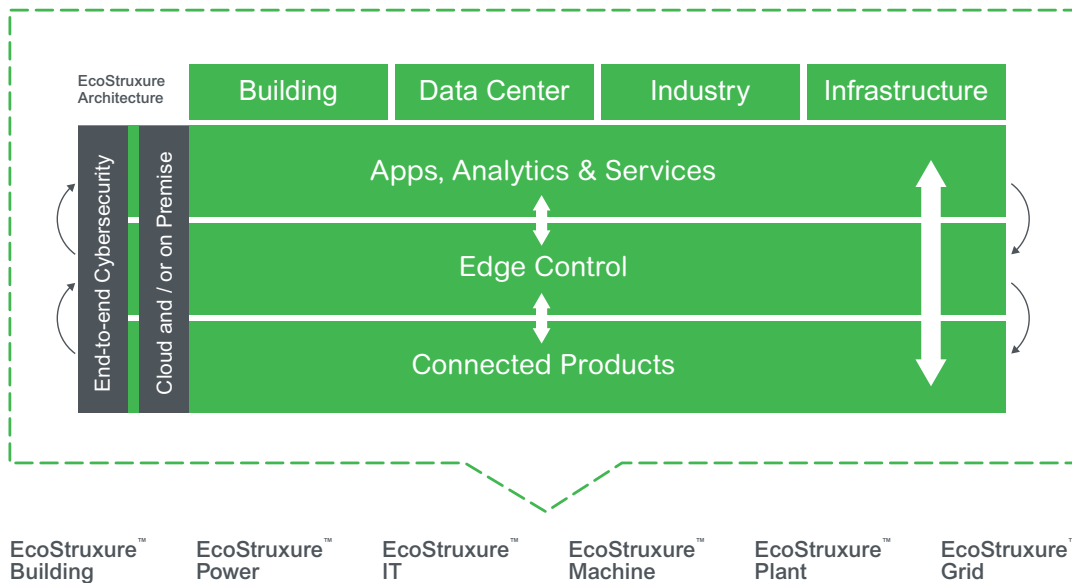 EcoStruxure
Architecture
Building
Data Center
Industry
Infrastructure
End-to-end Cybersecurity
Cloud and / or on Premise
Apps, Analytics & Services
Edge Control
Connected Products
EcoStruxure™
Building
EcoStruxure™
Power
EcoStruxure™
IT
EcoStruxure™
Machine
EcoStruxure™
Plant
EcoStruxure™
Grid